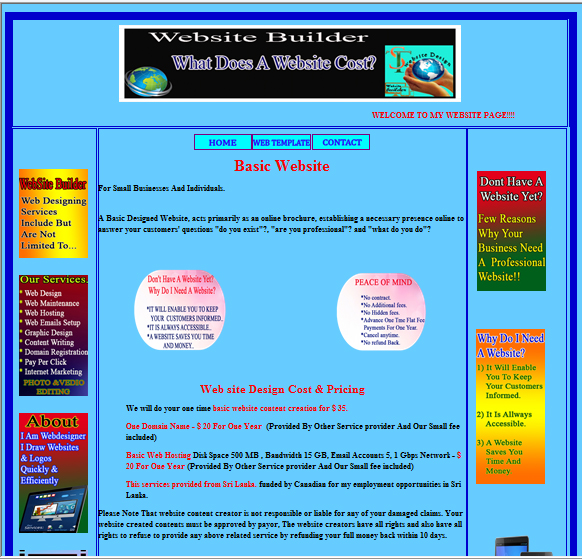 Website Builder
What Does A Website Cost?
Website Design
WELCOME TO MY WEBSITE PAGE!!!!
HOME
WEB TEMPLATE
CONTACT
WebSite Builder
Web Designing
Services
Include But
Are Not
Limited To...
Our Services.
* Web Design
* Web Maintenance
* Web Hosting
* Web Emails Setup
* Graphic Design
* Content Writing
* Domain Registration
* Pay Per Click
* Internet Marketing
PHOTO &VEDIO
EDITING
About
I Am Webdesigner
I Draw Websites
& Logos
Quickly &
Efficiently
Basic Website
For Small Businesses And Individuals.
A Basic Designed Website, acts primarily as an online brochure, establishing a necessary presence online to
answer your customers' questions "do you exist"?, "are you professional"? and "what do you do"?
Don't Have A Website Yet?
Why Do I Need A Website?
*IT WILL ENABLE YOU TO KEEP
YOUR CUSTOMERS INFORMED..
*IT IS ALWAYS ACCESSIBLE..
*A WEBSITE SAVES YOU TIME
AND MONEY..
PEACE OF MIND
*No contract.
*No Additional fees.
*No Hidden fees.
*Advance One Time Flat Fee
Payments For One Year.
*Cancel anytime.
*No refund Back.
Web site Design Cost & Pricing
We will do your one time basic website content creation for $ 35.
One Domain Name - $ 20 For One Year (Provided By Other Service provider And Our Small fee
included)
Basic Web Hosting Disk Space 500 MB , Bandwidth 15 GB, Email Accounts 5, 1 Gbps Network - $
20 For One Year (Provided By Other Service provider And Our Small fee included)
This services provided from Sri Lanka. funded by Canadian for my employment opportunities in Sri
Lanka.
Please Note That website content creator is not responsible or liable for any of your damaged claims. Your
website created contents must be approved by payor, The website creators have all rights and also have all
rights to refuse to provide any above related service by refunding your full money back within 10 days.
Dont Have A
Website Yet?
Few Reasons
Why Your
Business Need
A Professional
Website!!
Why Do I Need
A Website?
1) It Will Enable
You To Keep
Your Customers
Informed.
2) It Is Allways
Accessible.
3) A Website
Saves You
Time And
Money